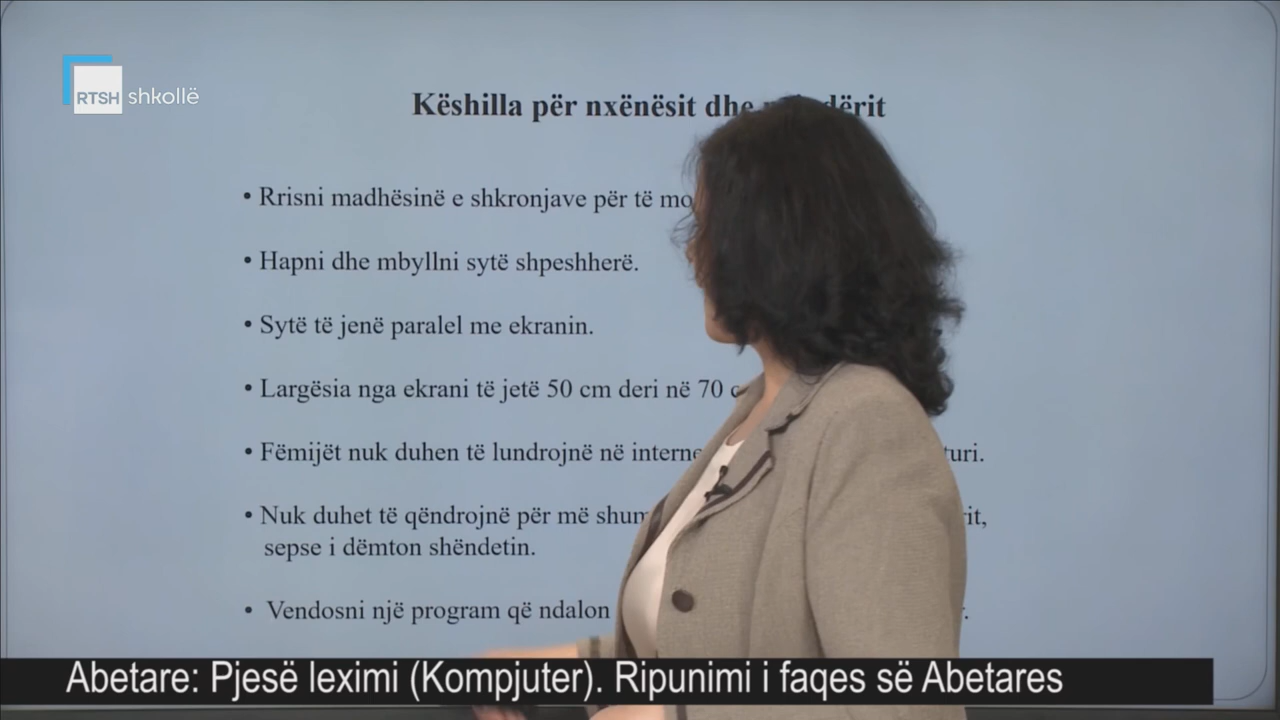 RTSH shkollë
Këshilla për nxënësit dhe
• Rrisni madhësinë e shkronjave për të
• Hapni dhe mbyllni sytë shpeshherë.
• Sytë të jenë paralel me ekranin.
• Largësia nga ekrani të jetë 50 cm deri në 70
• Fëmijët nuk duhen të lundrojnë në
• Nuk duhet të qëndrojnë për më
sepse i dëmton shëndetin.
• Vendosni një program që ndalon
Abetare: Pjesë leximi (Kompjuter). Ripunimi i faqes së Abetares